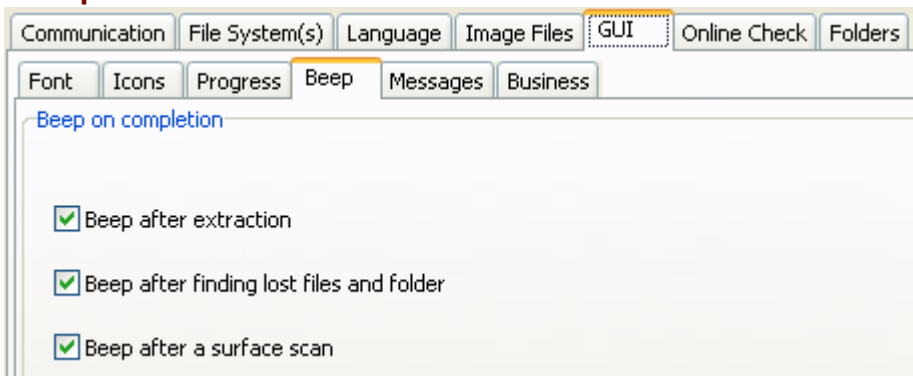 Communication File System(s) Language Image Files GUI Online Check Folders
Font Icons Progress Beep Messages Business
Beep on completion
Beep after extraction
Beep after finding lost files and folder
Beep after a surface scan